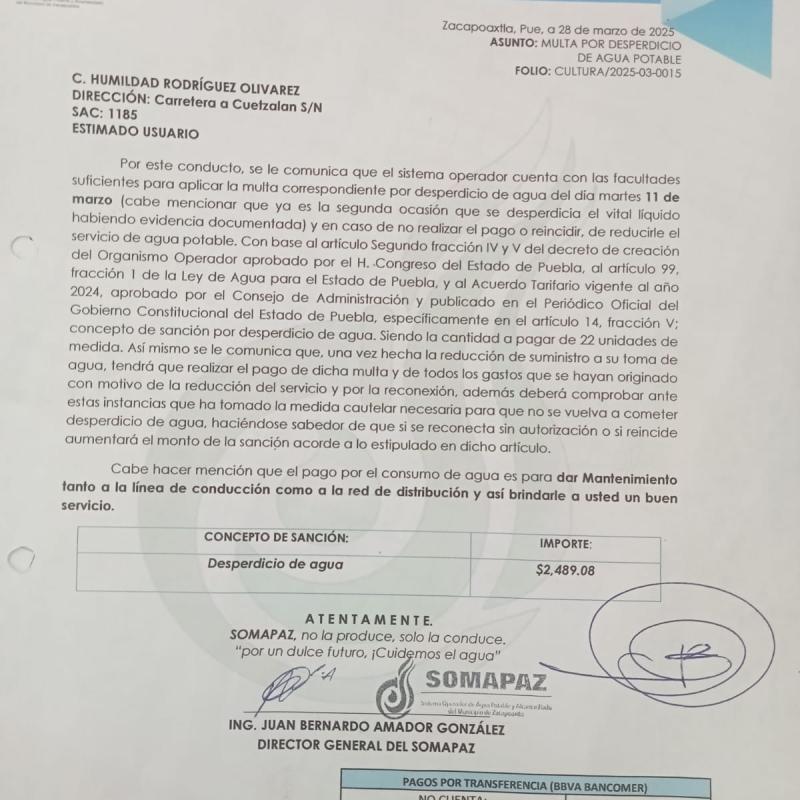 Zacapoaxtla, Pue, a 28 de marzo de 2025
ASUNTO: MULTA POR DESPERDICIO
DE AGUA POTABLE
FOLIO: CULTURA/2025-03-0015
C. HUMILDAD RODRÍGUEZ OLIVAREZ
DIRECCIÓN: Carretera a Cuetzalan S/N
SAC: 1185
ESTIMADO USUARIO
Por este conducto, se le comunica que el sistema operador cuenta con las facultades
suficientes para aplicar la multa correspondiente por desperdicio de agua del día martes 11 de
marzo (cabe mencionar que ya es la segunda ocasión que se desperdicia el vital líquido
habiendo evidencia documentada) y en caso de no realizar el pago o reincidir, de reducirle el
servicio de agua potable. Con base al artículo Segundo fracción IV y V del decreto de creación
del Organismo Operador aprobado por el H. Congreso del Estado de Puebla, al artículo 99,
fracción 1 de la Ley de Agua para el Estado de Puebla, y al Acuerdo Tarifario vigente al año
2024, aprobado por el Consejo de Administración y publicado en el Periódico Oficial del
Gobierno Constitucional del Estado de Puebla, específicamente en el artículo 14, fracción V;
concepto de sanción por desperdicio de agua. Siendo la cantidad a pagar de 22 unidades de
medida. Así mismo se le comunica que, una vez hecha la reducción de suministro a su toma de
agua, tendrá que realizar el pago de dicha multa y de todos los gastos que se hayan originado
con motivo de la reducción del servicio y por la reconexión, además deberá comprobar ante
estas instancias que ha tomado la medida cautelar necesaria para que no se vuelva a cometer
desperdicio de agua, haciéndose sabedor de que si se reconecta sin autorización o si reincide
aumentará el monto de la sanción acorde a lo estipulado en dicho artículo.
Cabe hacer mención que el pago por el consumo de agua es para dar Mantenimiento
tanto a la línea de conducción como a la red de distribución y así brindarle a usted un buen
servicio.
CONCEPTO DE SANCIÓN: IMPORTE:
Desperdicio de agua $2,489.08
ATENTAMENTE.
SOMAPAZ, no la produce, solo la conduce.
"por un dulce futuro, ¡Cuidemos el agua"
SOMAPAZ
Sistema Operador de Agua Potable y Alcantarillado
del Municipio de Zacapoaxtla
ING. JUAN BERNARDO AMADOR GONZÁLEZ
DIRECTOR GENERAL DEL SOMAPAZ
PAGOS POR TRANSFERENCIA (BBVA BANCOMER)
NO CUENTA: